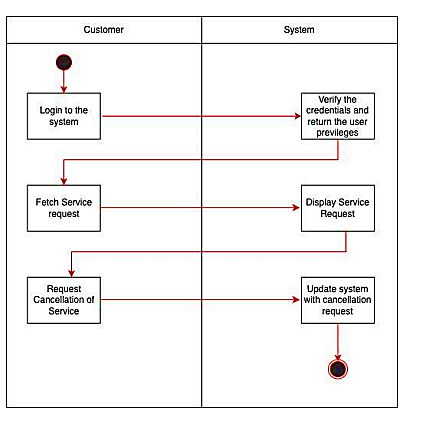 Customer
System
Login to the
system
Verify the
credentials and
return the user
previleges
Fetch Service
request
Display Service
Request
Request
Cancellation of
Service
Update system
with cancellation
request